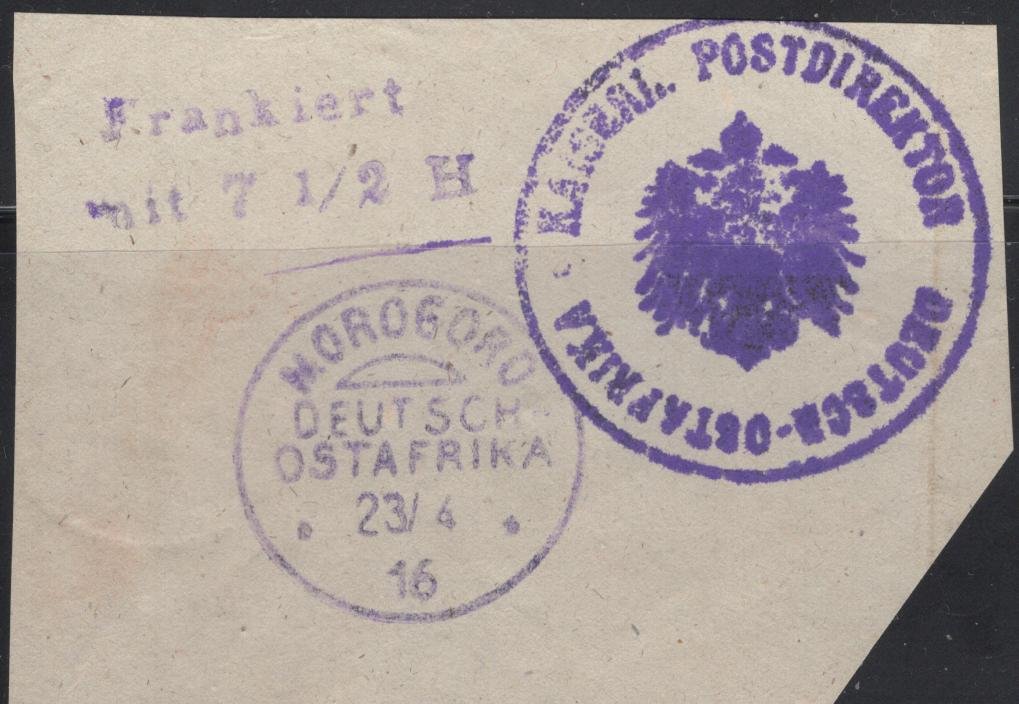 Frankiert
mit 7 1/2 H
KAISERL. POSTDIREKTOR
DEUTSCH-OSTAFRIKA
MOROGORO
DEUTSCH-
OSTAFRIKA
23/4
16